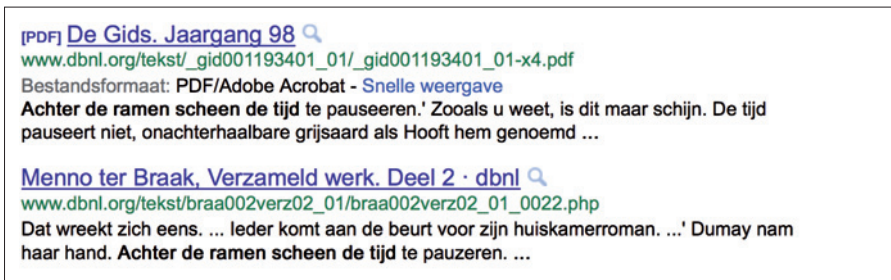 [PDF] De Gids. Jaargang 98
www.dbnl.org/tekst/_gid001193401_01/_gid001193401_01-x4.pdf
Bestandsformaat: PDF/Adobe Acrobat - Snelle weergave
Achter de ramen scheen de tijd te pauseeren.' Zooals u weet, is dit maar schijn. De tijd
pauseert niet, onachterhaalbare grijsaard als Hooft hem genoemd ...
Menno ter Braak, Verzameld werk. Deel 2 · dbnl
www.dbnl.org/tekst/braa002verz02_01/braa002verz02_01_0022.php
Dat wreekt zich eens. ... Ieder komt aan de beurt voor zijn huiskamerroman. ...' Dumay nam
haar hand. Achter de ramen scheen de tijd te pauzeren. ...